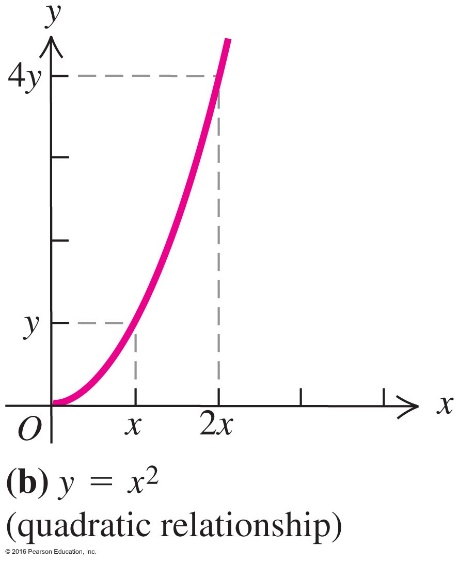 y
4y
y
x
O
x
2x
(b) y = x²
(quadratic relationship)
© 2016 Pearson Education, Inc.